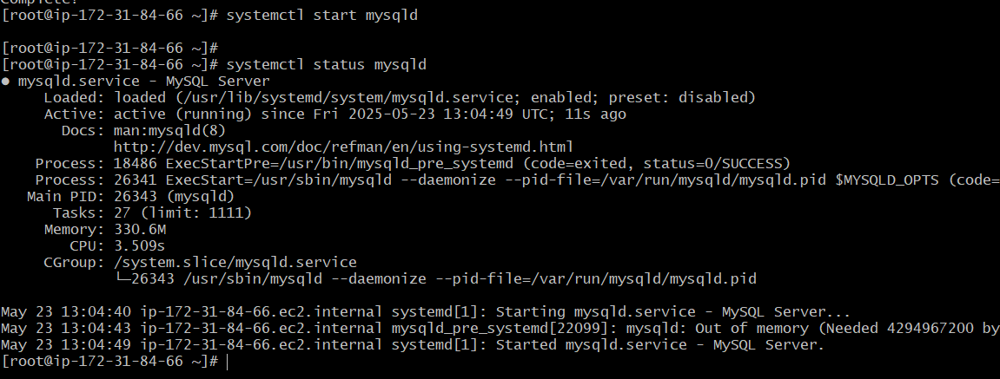 Complete!
[root@ip-172-31-84-66 ~]# systemctl start mysqld
[root@ip-172-31-84-66 ~]#
[root@ip-172-31-84-66 ~]# systemctl status mysqld
● mysqld.service - MySQL Server
     Loaded: loaded (/usr/lib/systemd/system/mysqld.service; enabled; preset: disabled)
     Active: active (running) since Fri 2025-05-23 13:04:49 UTC; 11s ago
       Docs: man:mysqld(8)
             http://dev.mysql.com/doc/refman/en/using-systemd.html
    Process: 18486 ExecStartPre=/usr/bin/mysqld_pre_systemd (code=exited, status=0/SUCCESS)
    Process: 26341 ExecStart=/usr/sbin/mysqld --daemonize --pid-file=/var/run/mysqld/mysqld.pid $MYSQLD_OPTS (code=
   Main PID: 26343 (mysqld)
      Tasks: 27 (limit: 1111)
     Memory: 330.6M
        CPU: 3.509s
     CGroup: /system.slice/mysqld.service
             └─26343 /usr/sbin/mysqld --daemonize --pid-file=/var/run/mysqld/mysqld.pid
May 23 13:04:40 ip-172-31-84-66.ec2.internal systemd[1]: Starting mysqld.service - MySQL Server...
May 23 13:04:43 ip-172-31-84-66.ec2.internal mysqld_pre_systemd[22099]: mysqld: Out of memory (Needed 4294967200 by
May 23 13:04:49 ip-172-31-84-66.ec2.internal systemd[1]: Started mysqld.service - MySQL Server.
[root@ip-172-31-84-66 ~]#